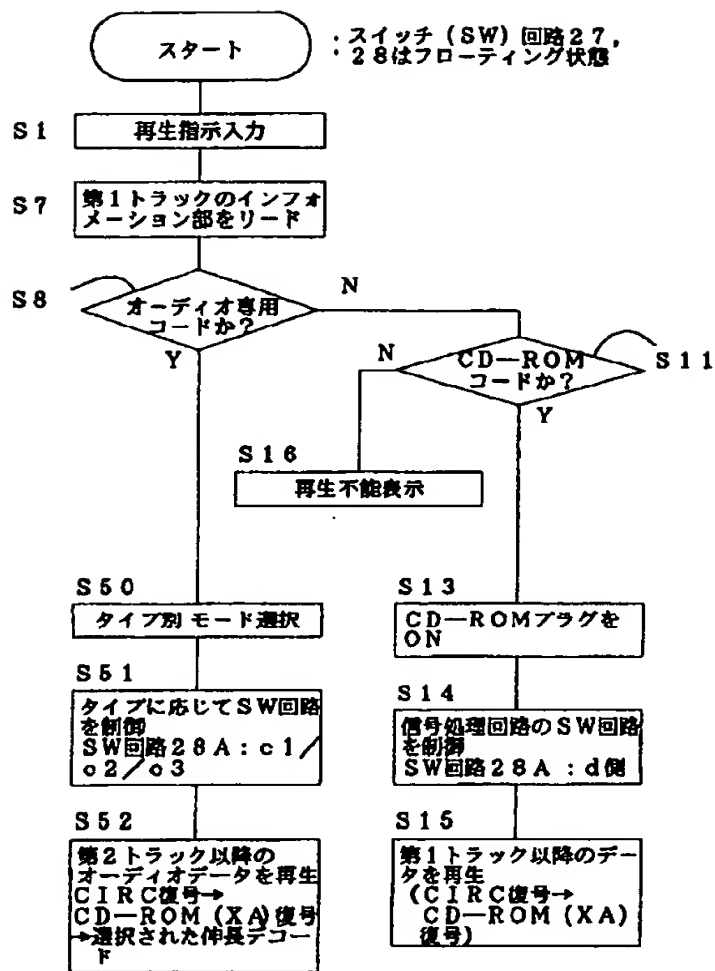 スタート
・スイッチ(SW)回路27,
・28はフローティング状態
S1
再生指示入力
S7
第1トラックのインフォ
メーション部をリード
S8
オーディオ専用
コードか?
N
Y
CD—ROM
コードか?
S11
N
Y
S16
再生不能表示
S50
タイプ別 モード選択
S51
タイプに応じてSW回路
を制御
SW回路28A:c1/
c2/c3
S52
第2トラック以降の
オーディオデータを再生
CIRC復号→
CD—ROM(XA)復号
→選択された伸長デコー
ド
S13
CD—ROMプラグを
ON
S14
信号処理回路のSW回路
を制御
SW回路28A:d側
S15
第1トラック以降のデー
タを再生
(CIRC復号→
CD—ROM(XA)
復号)